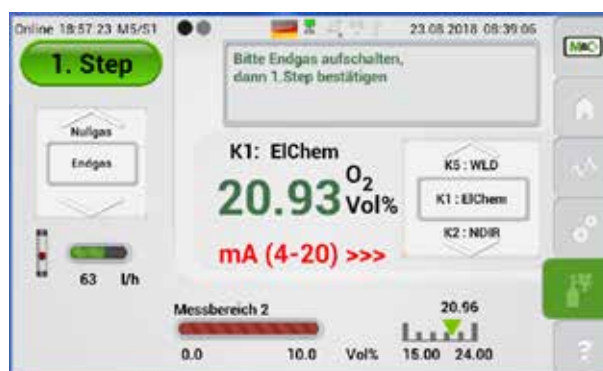 Online 18:57:23 M5/S1
23.08.2018 08:39:06
1. Step
Bitte Endgas aufschalten,
dann 1.Step bestätigen
Nullgas
Endgas
K1: ElChem
20.93 O2 Vol%
mA (4-20) >>>
K5 : WLD
K1 : ElChem
K2 : NDIR
63 l/h
Messbereich 2
20.96
0.0 10.0 Vol% 15.00 24.00
?